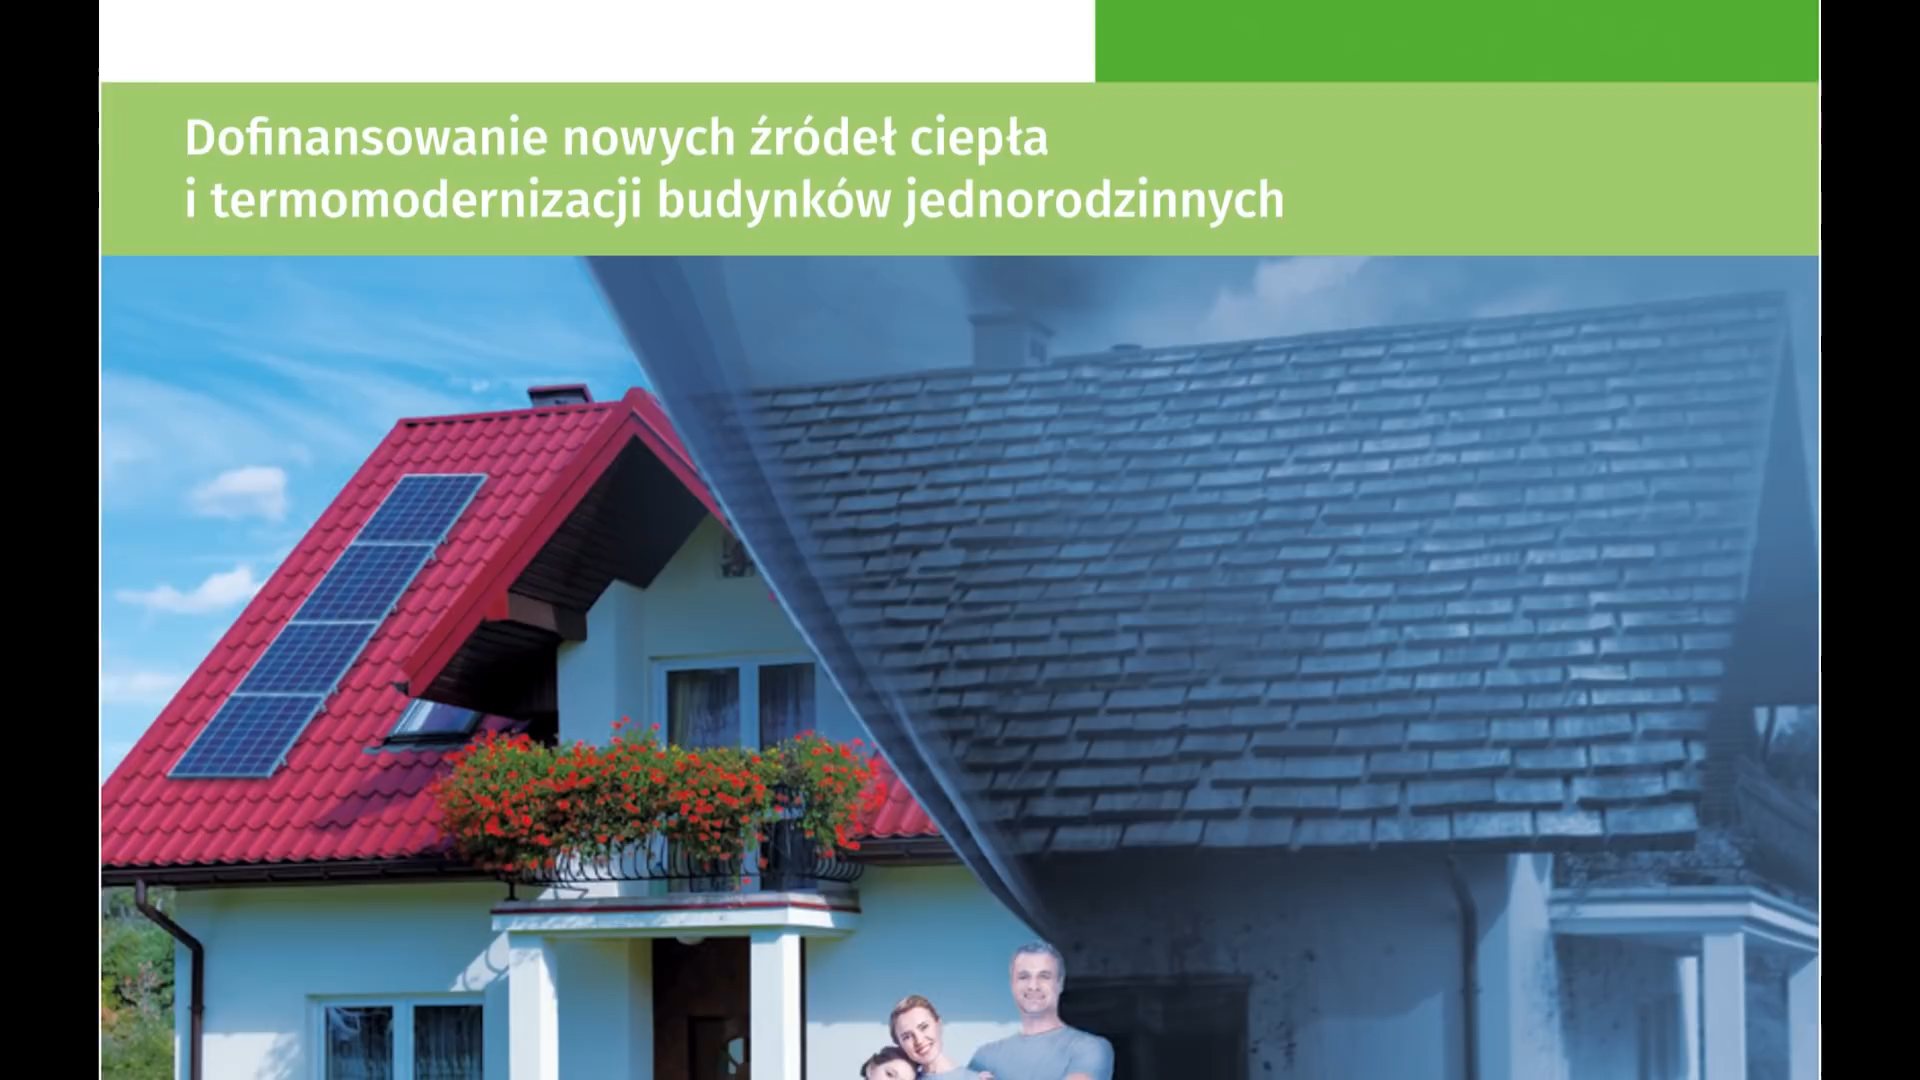 Dofinansowanie nowych źródeł ciepła
i termomodernizacji budynków jednorodzinnych